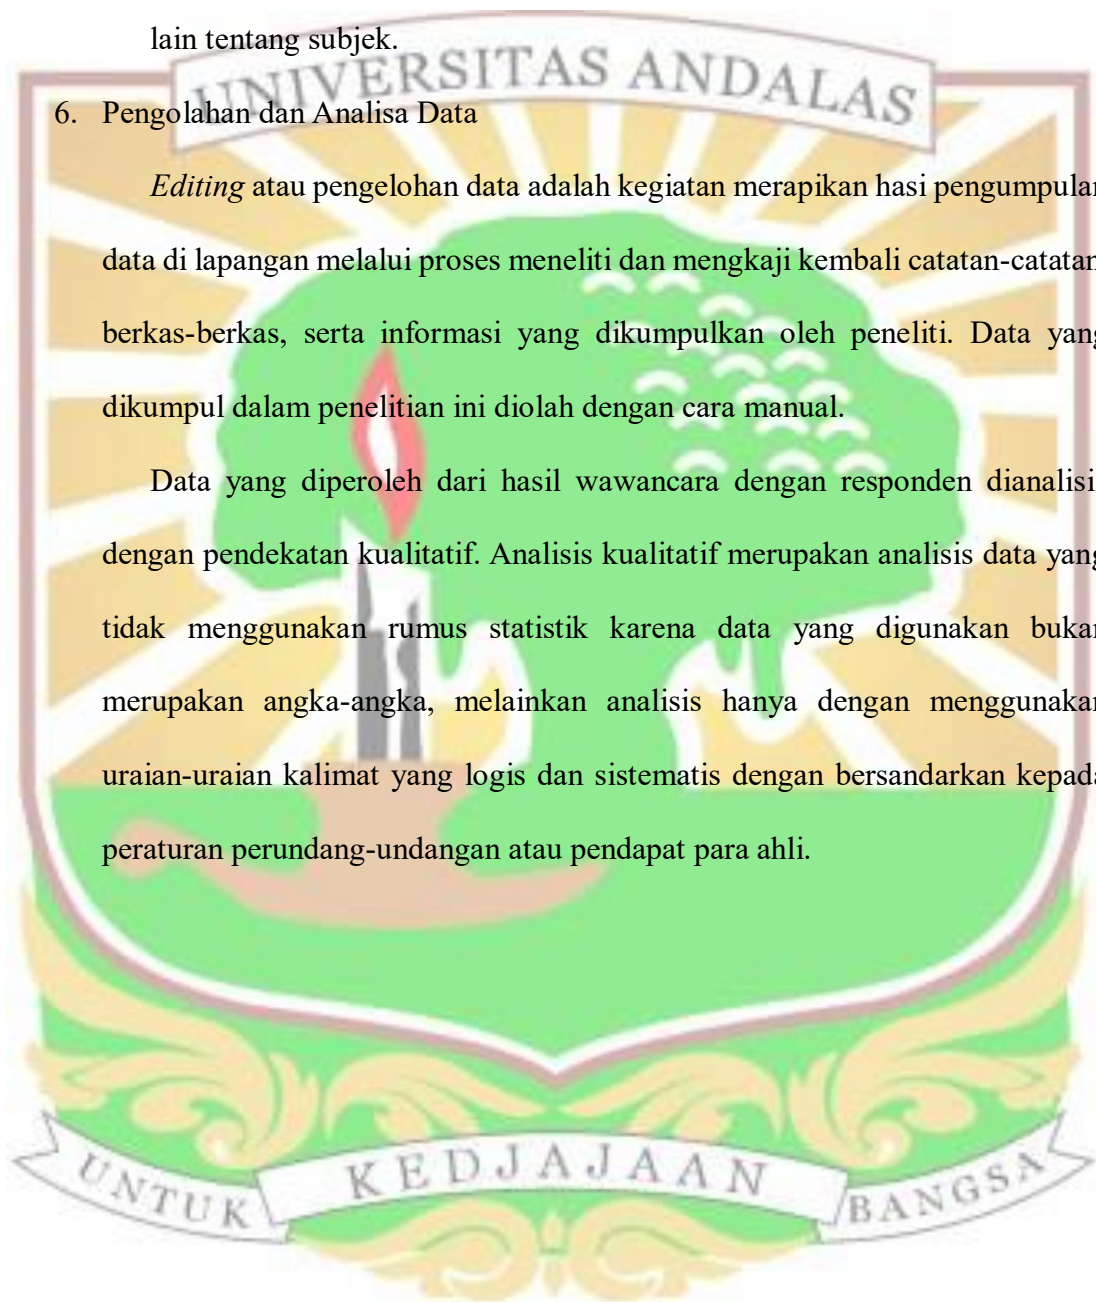 lain tentang subjek.
UNIVERSITAS ANDALAS
6. Pengolahan dan Analisa Data
Editing atau pengelohan data adalah kegiatan merapikan hasi pengumpulan
data di lapangan melalui proses meneliti dan mengkaji kembali catatan-catatan
berkas-berkas, serta informasi yang dikumpulkan oleh peneliti. Data yang
dikumpul dalam penelitian ini diolah dengan cara manual.
Data yang diperoleh dari hasil wawancara dengan responden dianalisi
dengan pendekatan kualitatif. Analisis kualitatif merupakan analisis data yang
tidak menggunakan rumus statistik karena data yang digunakan bukan
merupakan angka-angka, melainkan analisis hanya dengan menggunakan
uraian-uraian kalimat yang logis dan sistematis dengan bersandarkan kepada
peraturan perundang-undangan atau pendapat para ahli.
UNTUK KEDJAJAAN BANGSA